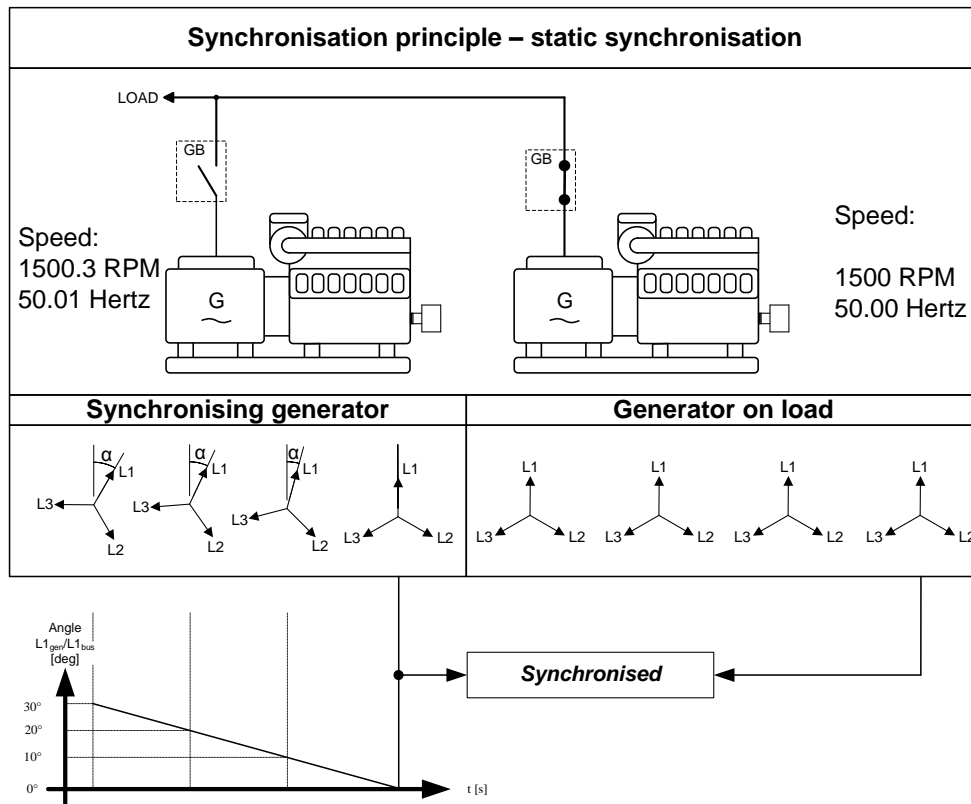 Synchronisation principle – static synchronisation
LOAD
GB
GB
Speed:
1500.3 RPM
50.01 Hertz
Speed:
1500 RPM
50.00 Hertz
G
G
Synchronising generator
Generator on load
α
L1
L3
L2
α
L1
L3
L2
α
L1
L3
L2
L1
L3
L2
L1
L3
L2
L1
L3
L2
L1
L3
L2
L1
L3
L2
Angle
L1gen/L1bus
[deg]
Synchronised
30°
20°
10°
0°
t [s]